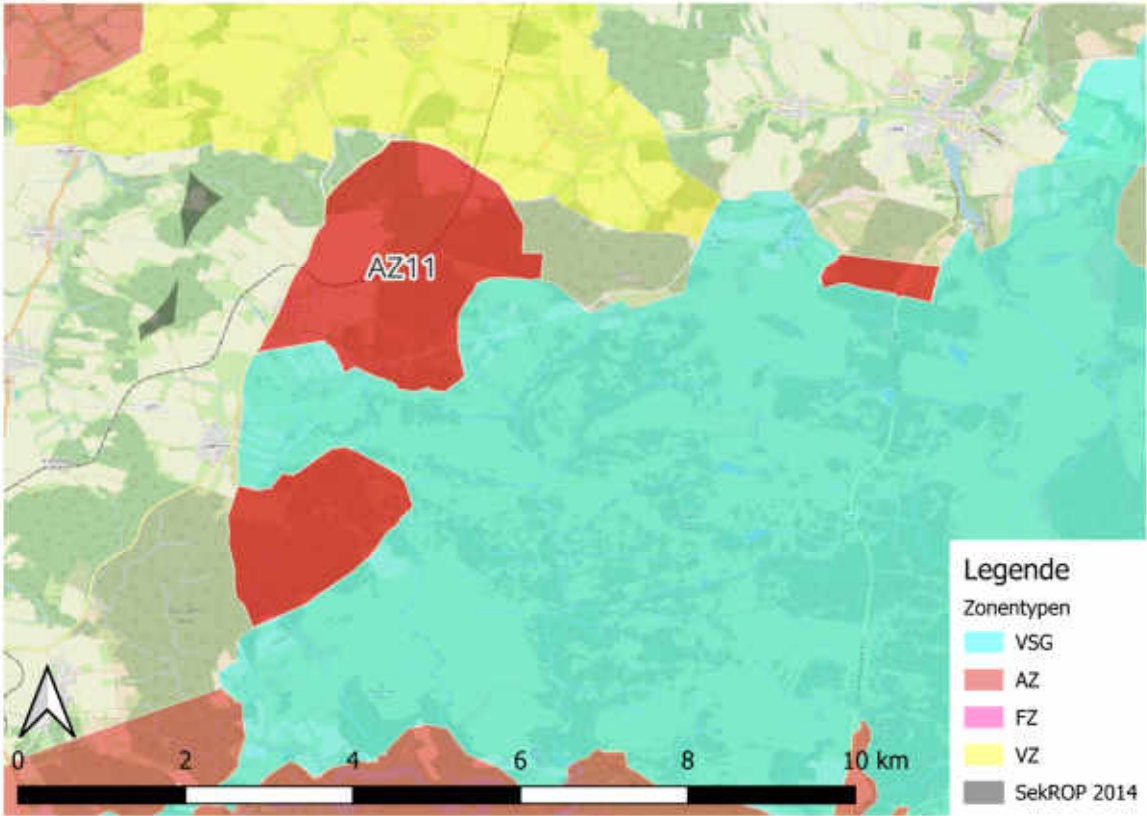 AZ11
Legende
Zonentypen
VSG
AZ
FZ
VZ
SekROP 2014
0 2 4 6 8 10 km